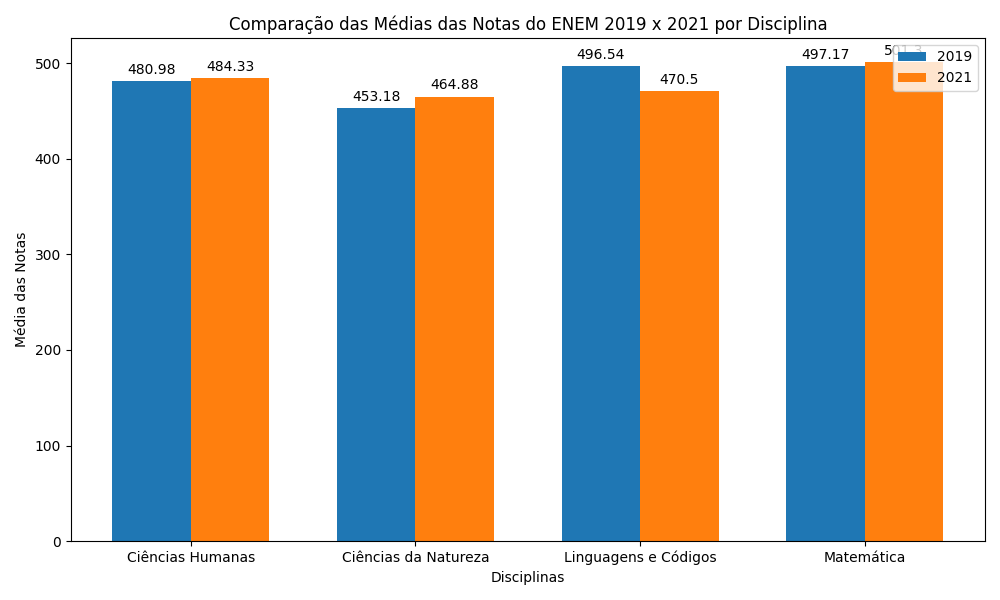 Comparação das Médias das Notas do ENEM 2019 x 2021 por Disciplina
Média das Notas
500
400
300
200
100
0
480.98
484.33
453.18
464.88
496.54
470.5
497.17
501.3
2019
2021
Ciências Humanas
Ciências da Natureza
Linguagens e Códigos
Matemática
Disciplinas